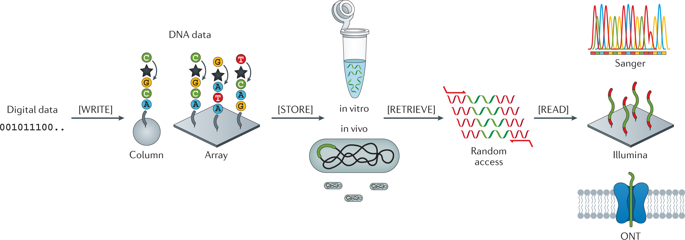 DNA data
Digital data
001011100..
[WRITE]
C
G
C
A
Column
C
G
C
A
G
A
T
A
T
C
A
G
Array
[STORE]
in vitro
in vivo
[RETRIEVE]
Random
access
[READ]
Sanger
Illumina
ONT